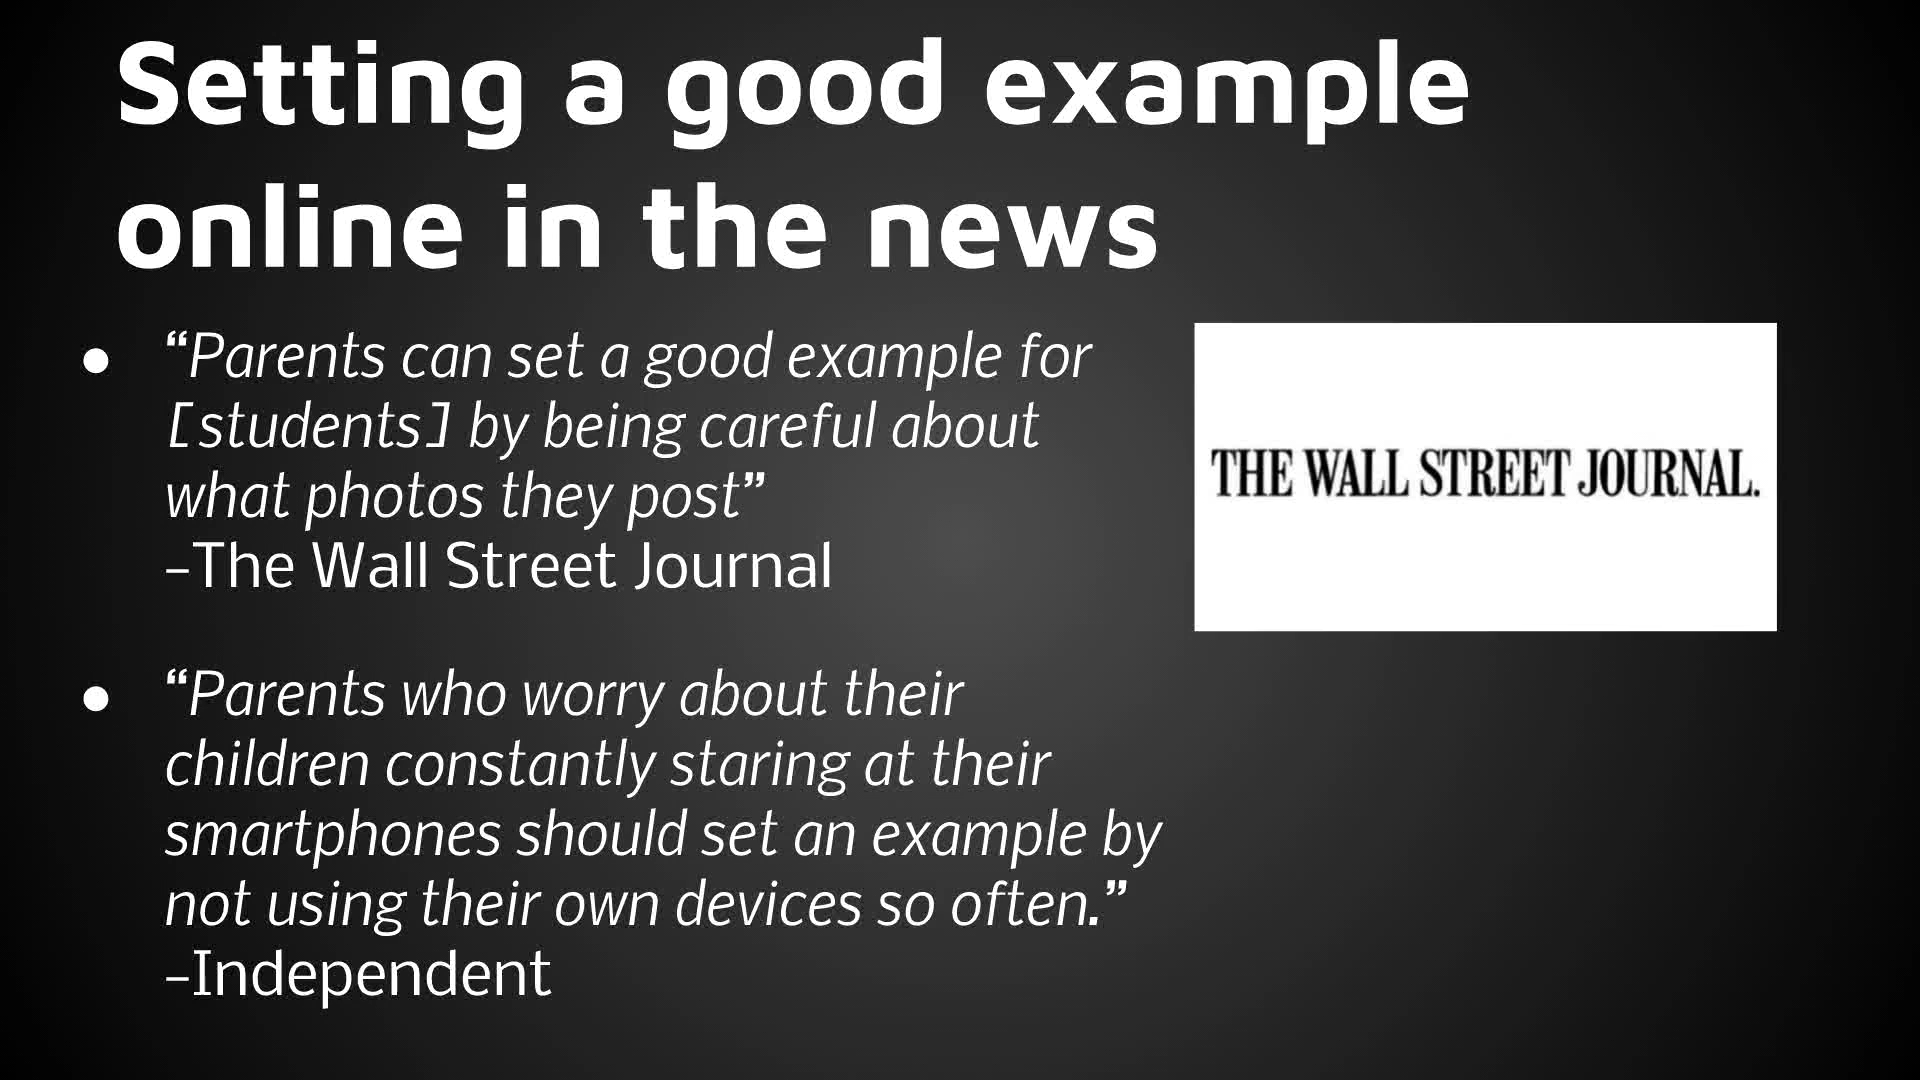 Setting a good example
online in the news
● “Parents can set a good example for
[students] by being careful about
what photos they post”
–The Wall Street Journal
THE WALL STREET JOURNAL.
● “Parents who worry about their
children constantly staring at their
smartphones should set an example by
not using their own devices so often.”
–Independent